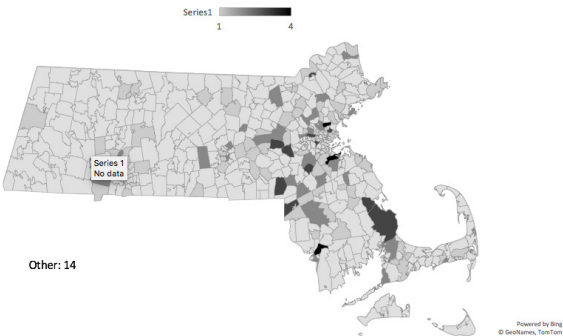 Series1
1 4
Series 1
No data
Other: 14
Powered by Bing
© GeoNames, TomTom